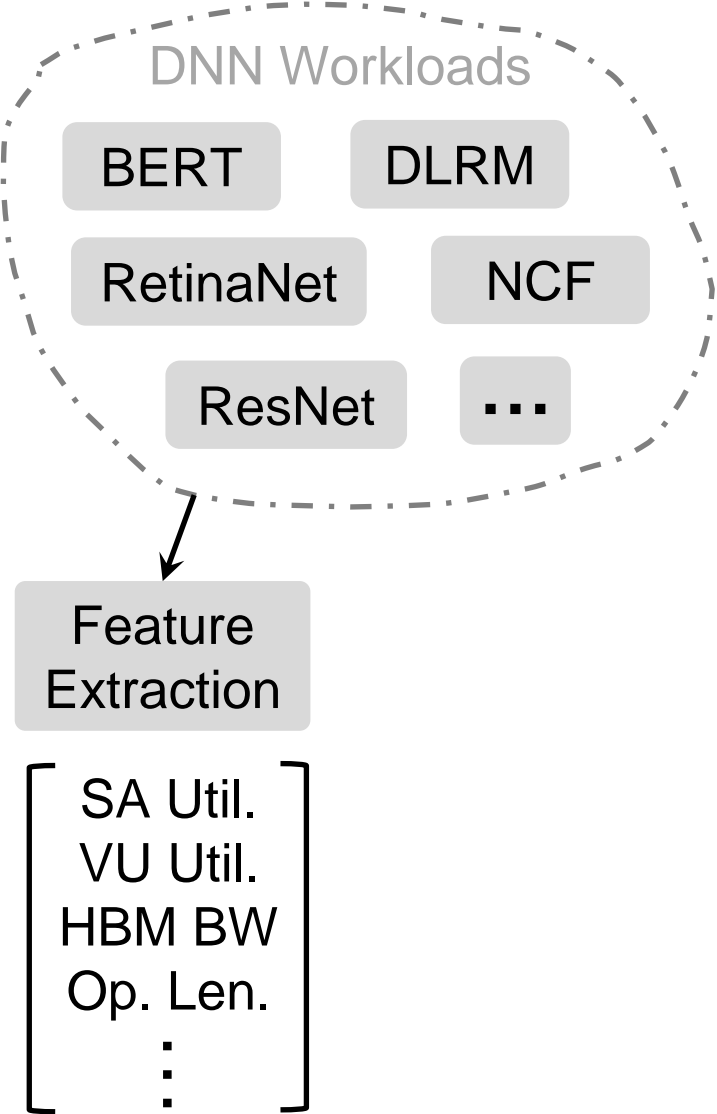 DNN Workloads
BERT
DLRM
RetinaNet
NCF
ResNet
...
Feature
Extraction
SA Util.
VU Util.
HBM BW
Op. Len.
⋮